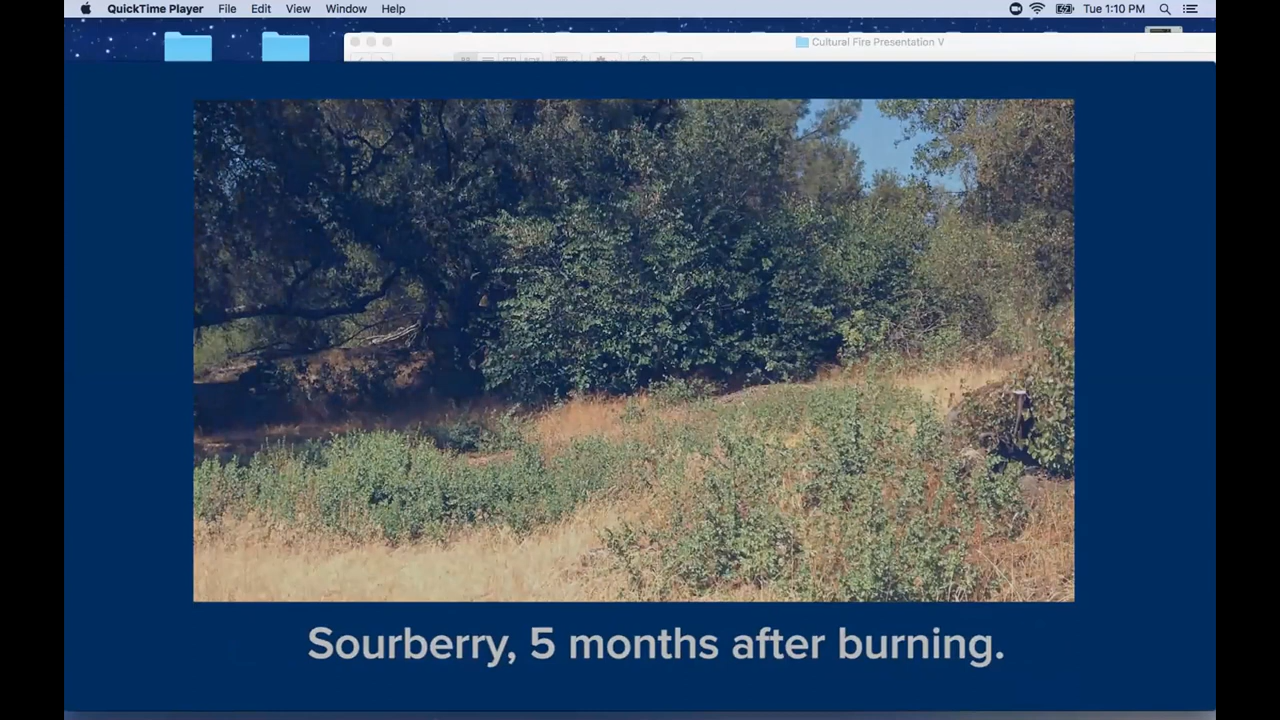 QuickTime Player File Edit View Window Help Tue 1:10 PM
Cultural Fire Presentation V
Sourberry, 5 months after burning.